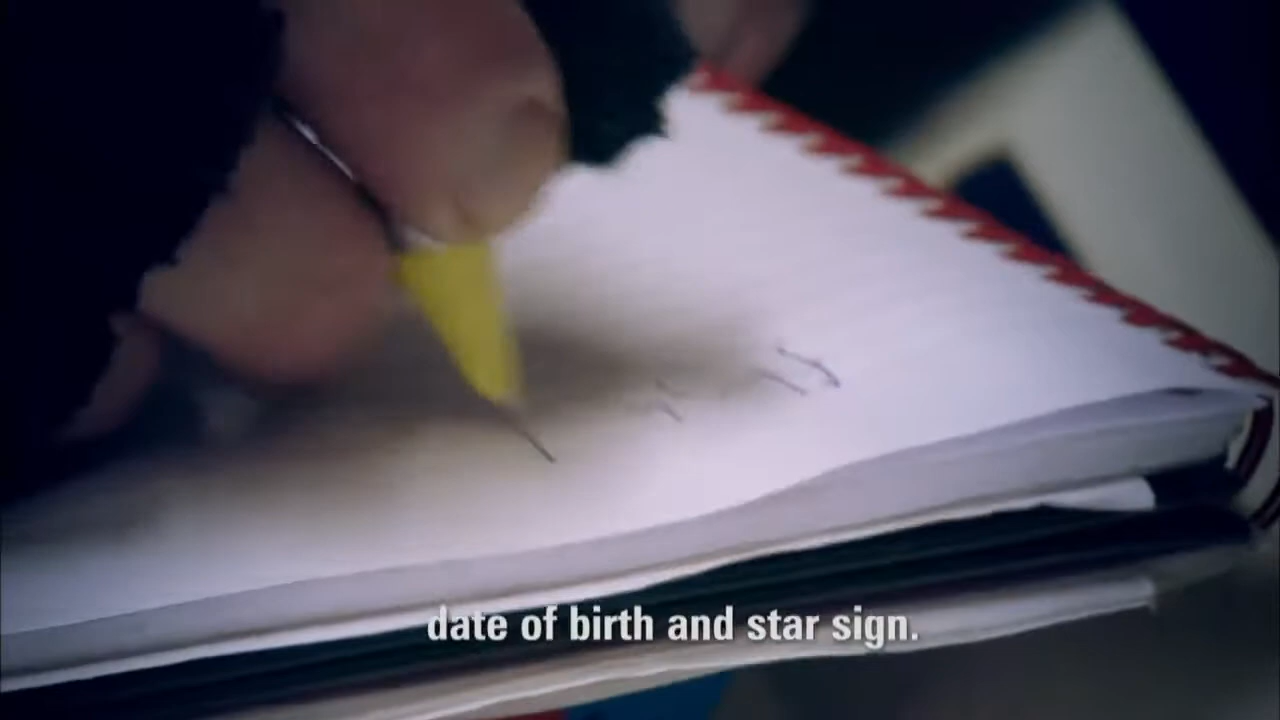 date of birth and star sign.